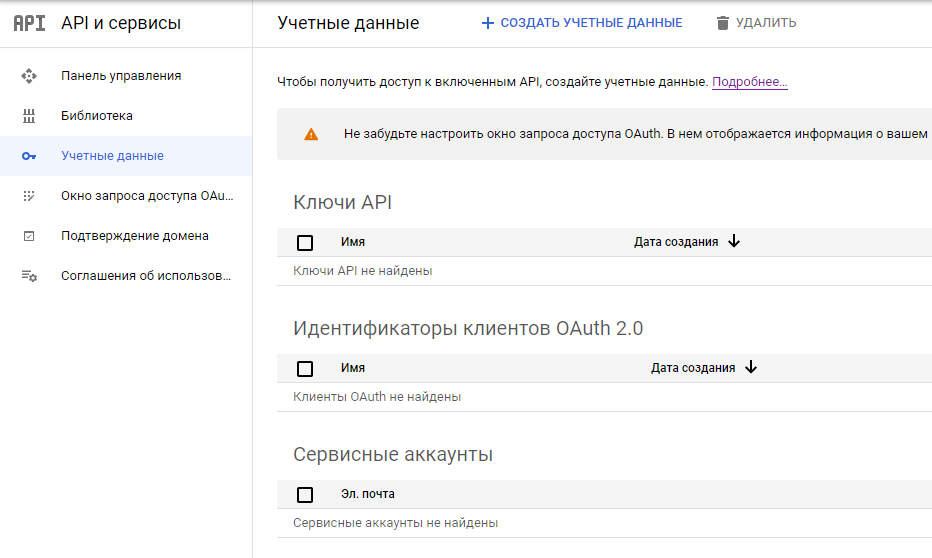 API API и сервисы
Учетные данные
СОЗДАТЬ УЧЕТНЫЕ ДАННЫЕ
УДАЛИТЬ
Панель управления
Библиотека
Учетные данные
Окно запроса доступа OAu...
Подтверждение домена
Соглашения об использов...
Чтобы получить доступ к включенным API, создайте учетные данные. Подробнее...
Не забудьте настроить окно запроса доступа OAuth. В нем отображается информация о вашем
Ключи API
Имя Дата создания
Ключи API не найдены
Идентификаторы клиентов OAuth 2.0
Имя Дата создания
Клиенты OAuth не найдены
Сервисные аккаунты
Эл. почта
Сервисные аккаунты не найдены